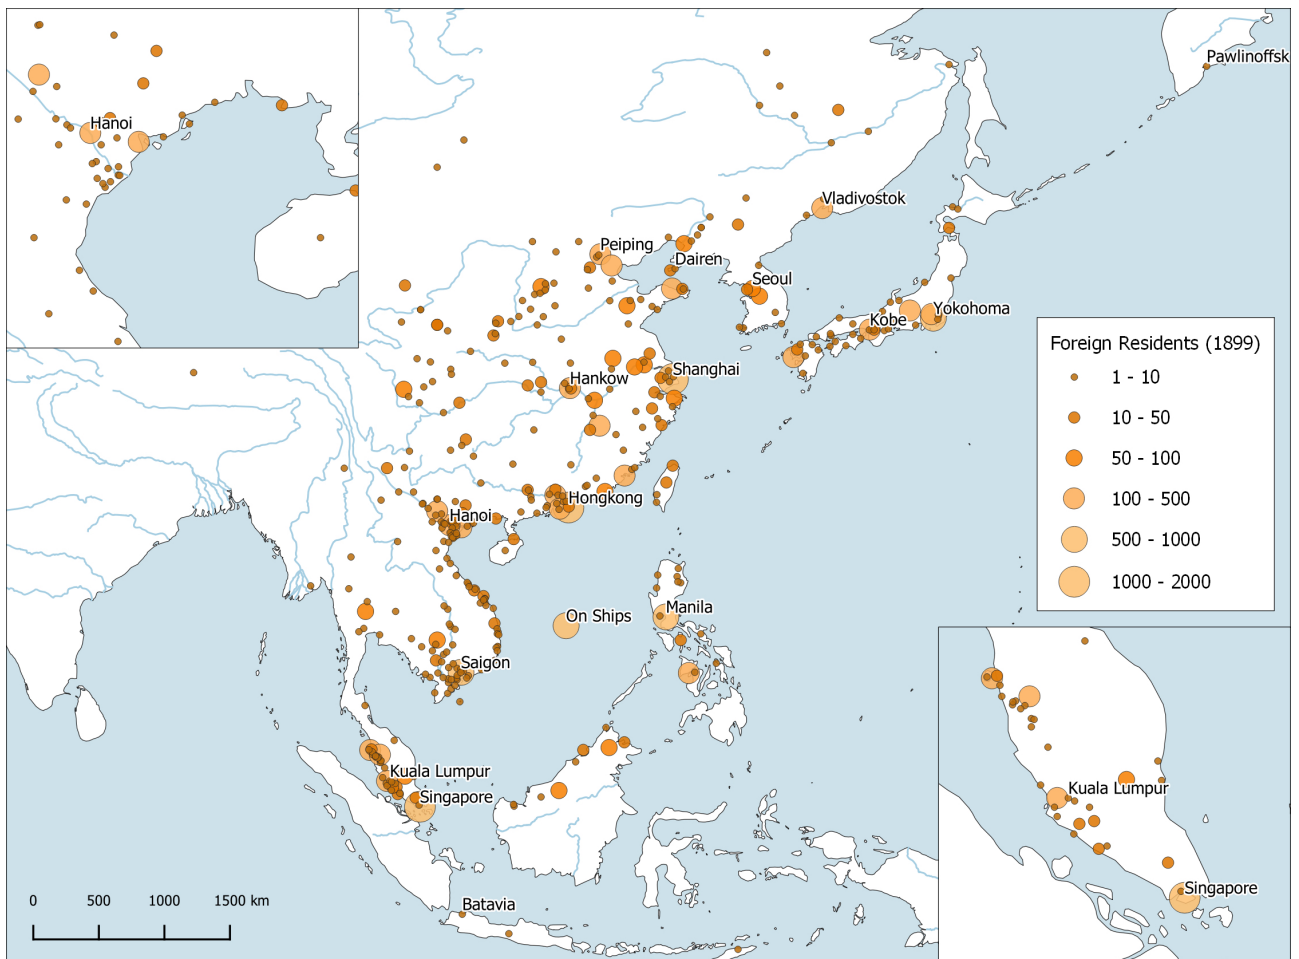 Pawlinoffsk
Hanoi
Vladivostok
Peiping
Dairen
Seoul
Yokohoma
Kobe
Foreign Residents (1899)
1 - 10
10 - 50
50 - 100
100 - 500
500 - 1000
1000 - 2000
Shanghai
Hankow
Hongkong
Hanoi
On Ships
Manila
Saigon
Kuala Lumpur
Singapore
Kuala Lumpur
Singapore
Batavia
0 500 1000 1500 km